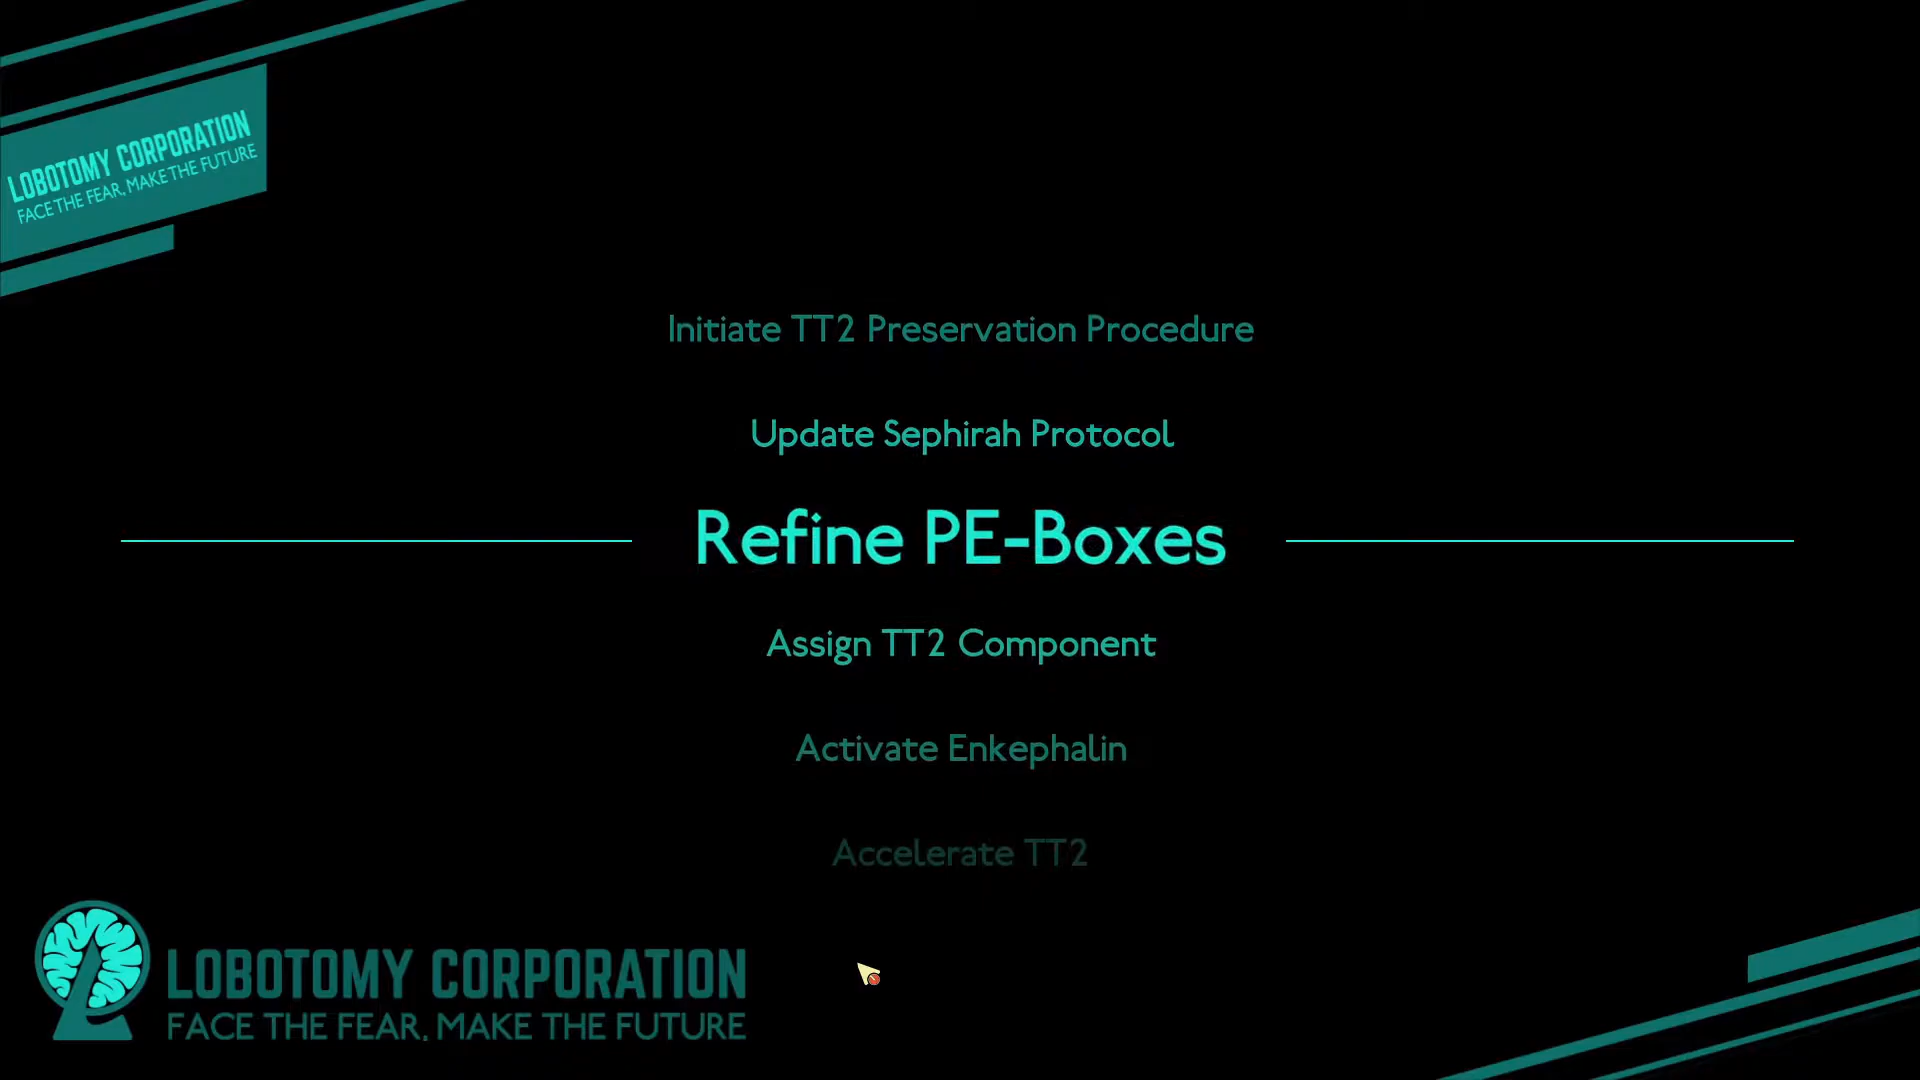 LOBOTOMY CORPORATION
FACE THE FEAR, MAKE THE FUTURE
Initiate TT2 Preservation Procedure
Update Sephirah Protocol
Refine PE-Boxes
Assign TT2 Component
Activate Enkephalin
Accelerate TT2
LOBOTOMY CORPORATION
FACE THE FEAR, MAKE THE FUTURE